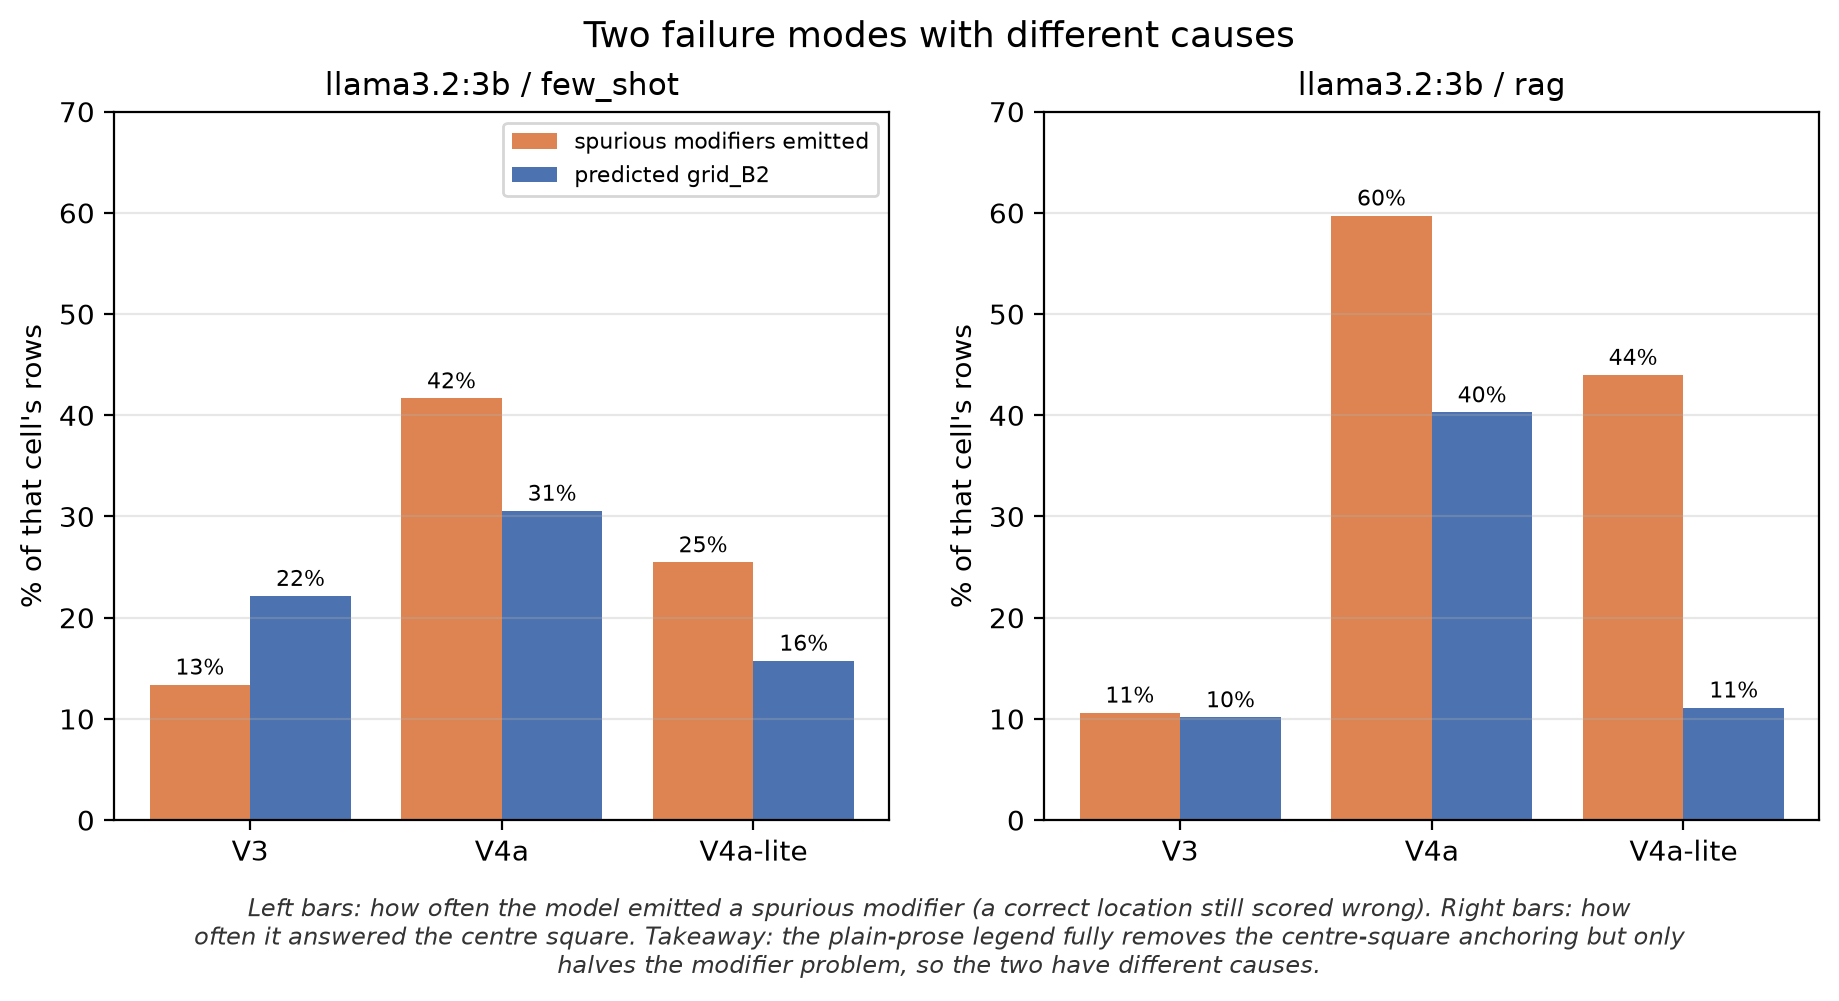 Two failure modes with different causes
llama3.2:3b / few_shot
70
60
50
40
30
20
10
0
% of that cell's rows
spurious modifiers emitted
predicted grid_B2
13%
22%
42%
31%
25%
16%
V3
V4a
V4a-lite
llama3.2:3b / rag
70
60
50
40
30
20
10
0
% of that cell's rows
11%
10%
60%
40%
44%
11%
V3
V4a
V4a-lite
Left bars: how often the model emitted a spurious modifier (a correct location still scored wrong). Right bars: how
often it answered the centre square. Takeaway: the plain-prose legend fully removes the centre-square anchoring but only
halves the modifier problem, so the two have different causes.